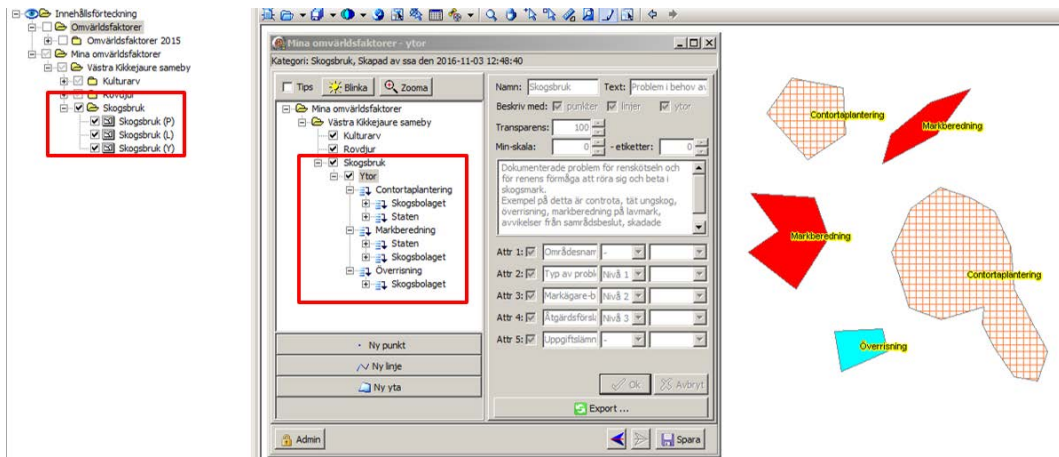 Innehållsförteckning
Omvärldsfaktorer
Omvärldsfaktorer 2015
Mina omvärldsfaktorer
Västra Kikkejaure sameby
Kulturarv
Rovdjur
Skogsbruk
Skogsbruk (P)
Skogsbruk (L)
Skogsbruk (Y)
Mina omvärldsfaktorer - ytor
Kategori: Skogsbruk, Skapad av ssa den 2016-11-03 12:48:40
Tips Blinka Zooma
Mina omvärldsfaktorer
Västra Kikkejaure sameby
Kulturarv
Rovdjur
Skogsbruk
Ytor
Contortaplantering
Skogsbolaget
Staten
Markberedning
Staten
Skogsbolaget
Överrisning
Skogsbolaget
Ny punkt
Ny linje
Ny yta
Namn: Skogsbruk Text: Problem i behov av
Beskriv med: punkter linjer ytor
Transparens: 100
Min-skala: 0 - etiketter: 0
Dokumenterade problem för renskötseln och
för renens förmåga att röra sig och beta i
skogsmark.
Exempel på detta är controta, tät ungskog,
överrisning, markberedning på lavmark,
avvikelser från samrådsbeslut, skadade
Attr 1: Områdesnam -
Attr 2: Typ av probl Nivå 1
Attr 3: Markägare-b Nivå 2
Attr 4: Åtgärdsförsl Nivå 3
Attr 5: Uppgiftslämn -
Ok Avbryt
Export ...
Admin Spara
Contortaplantering
Markberedning
Markberedning
Contortaplantering
Överrisning